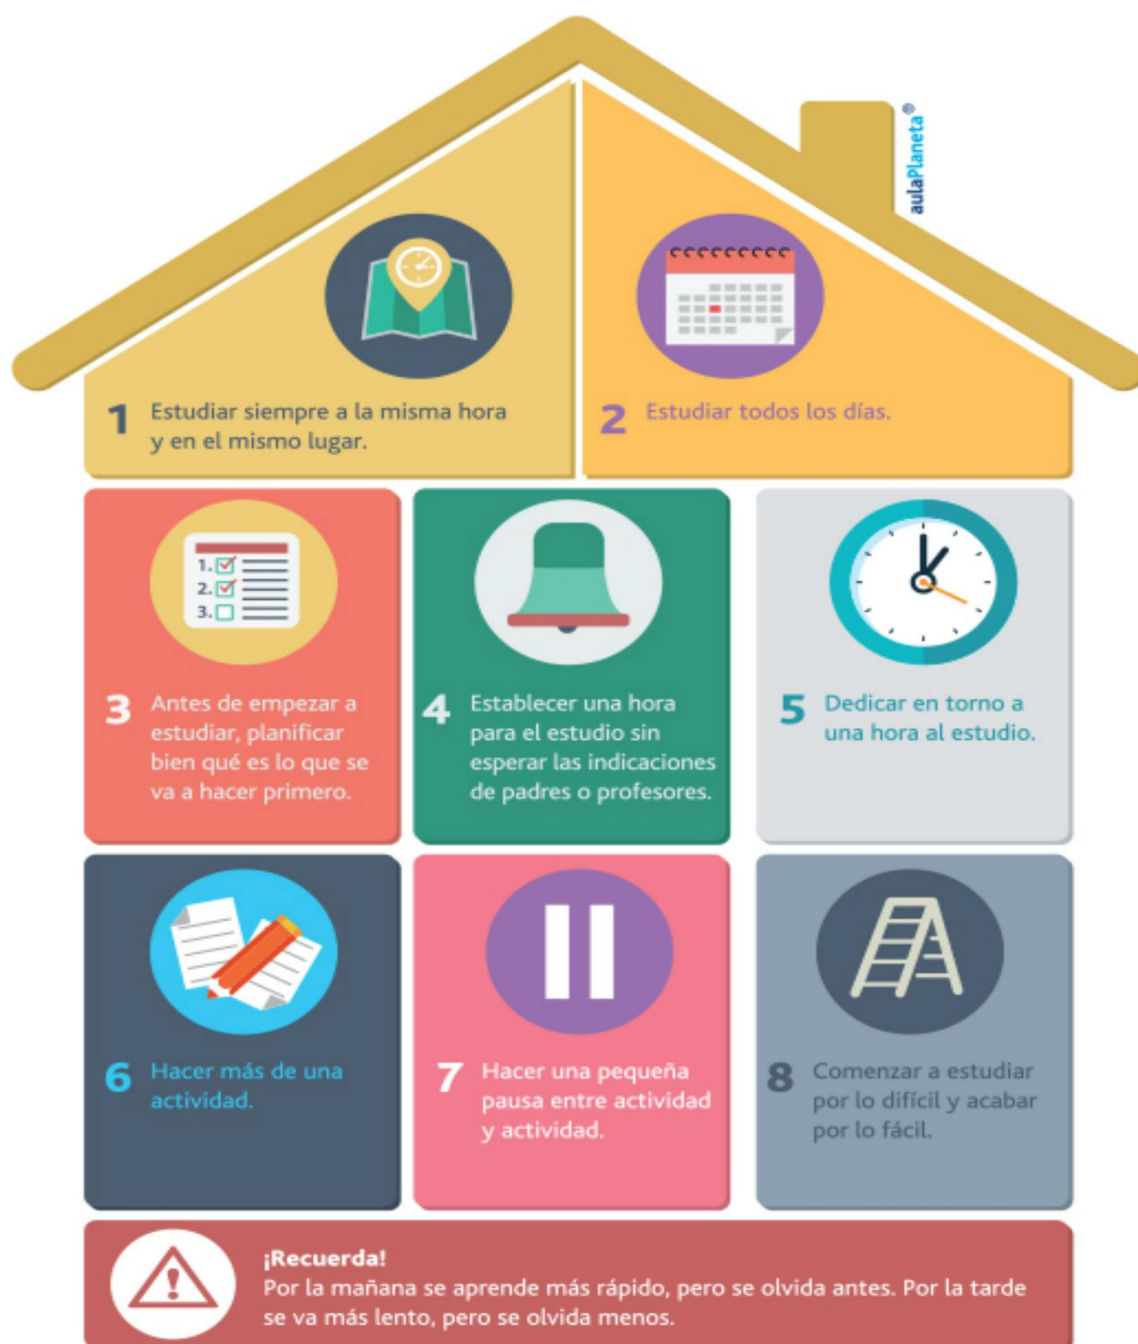 aulaPlaneta®
1 Estudiar siempre a la misma hora
y en el mismo lugar.
2 Estudiar todos los días.
1.
2.
3.
3 Antes de empezar a
estudiar, planificar
bien qué es lo que se
va a hacer primero.
4 Establecer una hora
para el estudio sin
esperar las indicaciones
de padres o profesores.
5 Dedicar en torno a
una hora al estudio.
6 Hacer más de una
actividad.
7 Hacer una pequeña
pausa entre actividad
y actividad.
8 Comenzar a estudiar
por lo difícil y acabar
por lo fácil.
¡Recuerda!
Por la mañana se aprende más rápido, pero se olvida antes. Por la tarde
se va más lento, pero se olvida menos.